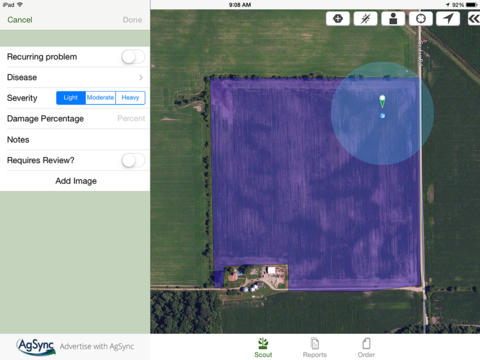 iPad
9:08 AM
92%
Cancel
Done
Recurring problem
Disease
Severity
Light
Moderate
Heavy
Damage Percentage
Percent
Notes
Requires Review?
Add Image
AgSync
Advertise with AgSync
Scout
Reports
Order